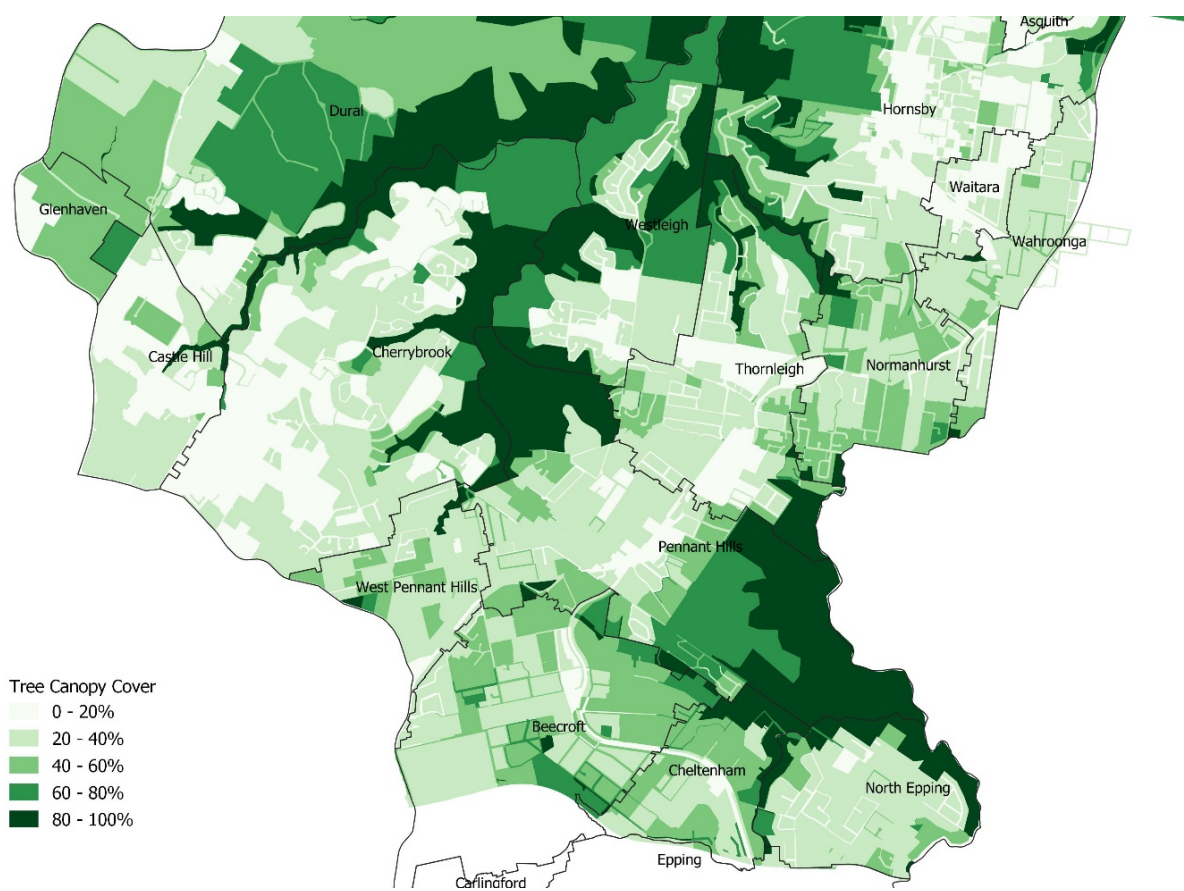 Asquith
Dural
Hornsby
Waitara
Glenhaven
Westleigh
Wahroonga
Castle Hill
Cherrybrook
Thornleigh
Normanhurst
Pennant Hills
West Pennant Hills
Tree Canopy Cover
0 - 20%
20 - 40%
40 - 60%
60 - 80%
80 - 100%
Beecroft
Cheltenham
North Epping
Epping
Carlingford